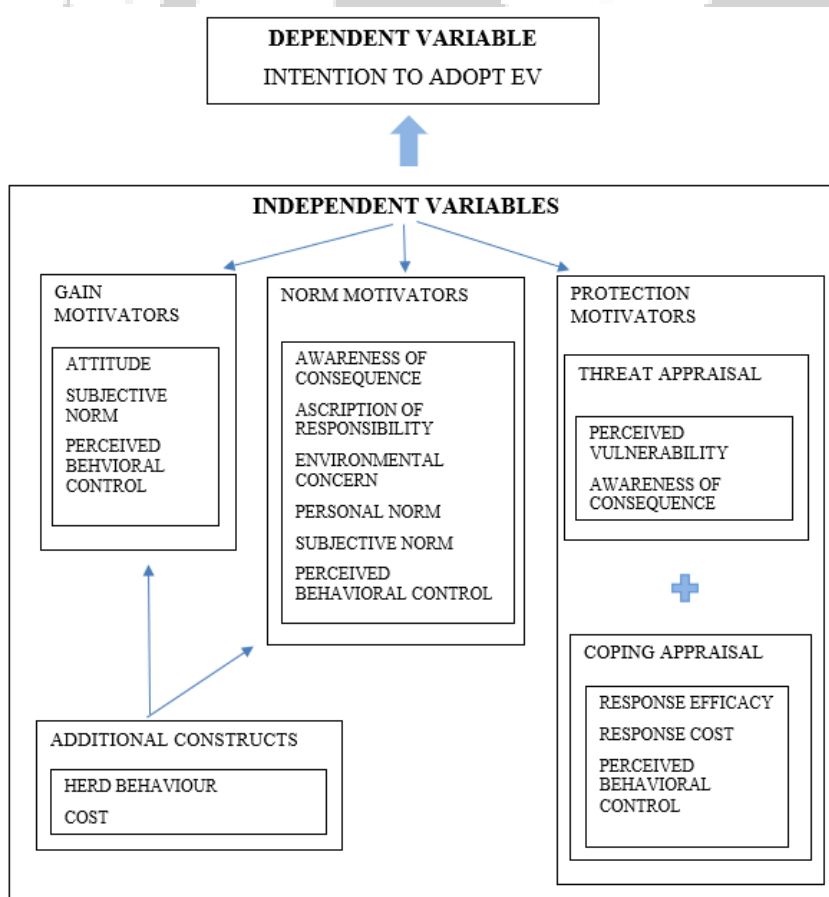 DEPENDENT VARIABLE
INTENTION TO ADOPT EV
INDEPENDENT VARIABLES
GAIN
MOTIVATORS
ATTITUDE
SUBJECTIVE
NORM
PERCEIVED
BEHVIORAL
CONTROL
NORM MOTIVATORS
AWARENESS OF
CONSEQUENCE
ASCRIPTION OF
RESPONSIBILITY
ENVIRONMENTAL
CONCERN
PERSONAL NORM
SUBJECTIVE NORM
PERCEIVED
BEHAVIORAL CONTROL
PROTECTION
MOTIVATORS
THREAT APPRAISAL
PERCEIVED
VULNERABILITY
AWARENESS OF
CONSEQUENCE
COPING APPRAISAL
RESPONSE EFFICACY
RESPONSE COST
PERCEIVED
BEHAVIORAL
CONTROL
ADDITIONAL CONSTRUCTS
HERD BEHAVIOUR
COST